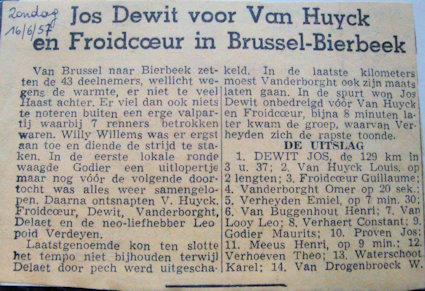 Zondag
16/6/57
Jos Dewit voor Van Huyck
en Froidcœur in Brussel-Bierbeek
Van Brussel naar Bierbeek zet-
ten de 43 deelnemers, wellicht we-
gens de warmte, er niet te veel
Haast achter. Er viel dan ook niets
te noteren buiten een erge valpar-
tij waarbij 7 renners betrokken
waren. Willy Willems was er ergst
aan toe en diende de strijd te sta-
ken. In de eerste lokale ronde
waagde Godier een uitlopertje
maar nog vóór de volgende door-
tocht was alles weer samengelo-
pen. Daarna ontsnapten V. Huyck.
Froidcœur, Dewit, Vanderborght,
Delaet en de neo-liefhebber Leo
pold Verdeyen.
Laatstgenoemde kon ten slotte
het tempo niet bijhouden terwijl
Delaet door pech werd uitgescha-
keld. In de laatste kilometers
moest Vanderborght ook zijn maats
laten gaan. In de spurt won Jos
Dewit onbedreigd vóór Van Huyck
en Froidcœur, bijna 8 minuten la-
ter kwam de groep, waarvan Ver-
heyden zich de rapste toonde.
DE UITSLAG
1. DEWIT JOS, de 129 km in
3 u. 37; 2. Van Huyck Louis, op
2 lengten; 3. Froidcœur Guillaume;
4. Vanderborght Omer op 20 sek.:
5. Verheyden Emiel, op 7 min. 30;
6. Van Buggenhout Henri; 7. Van
Looy Leo; 8. Verhaert Constant; 9.
Godier Maurits; 10. Proven Jos;
11. Meeus Henri, op 9 min.; 12.
Verhoeven Theo; 13. Waterschoot
Karel; 14. Van Drogenbroeck W.